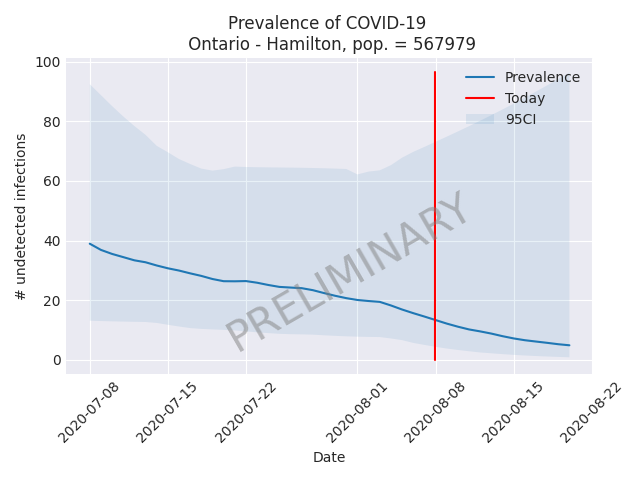 Prevalence of COVID-19
Ontario - Hamilton, pop. = 567979
100
80
60
40
20
0
# undetected infections
Prevalence
Today
95CI
PRELIMINARY
2020-07-08
2020-07-15
2020-07-22
2020-08-01
2020-08-08
2020-08-15
2020-08-22
Date